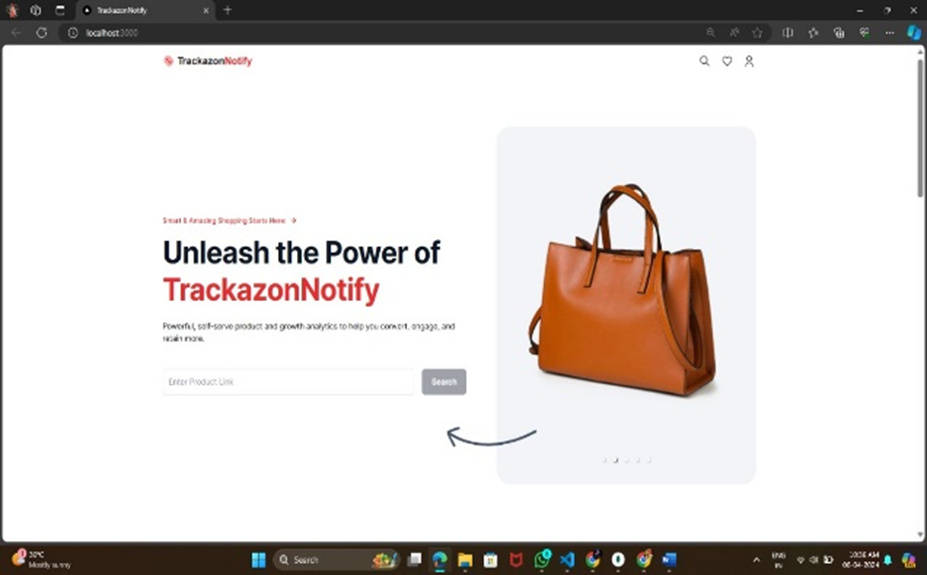 TrackazonNotify
localhost:3000
TrackazonNotify
Smart & Amazing Shopping Starts Here:
Unleash the Power of
TrackazonNotify
Powerful, self-serve product and growth analytics to help you convert, engage, and
retain more.
Enter Product Link
Search
30°C
Mostly sunny
Search
ENG
IN
10:36 AM
06-04-2024